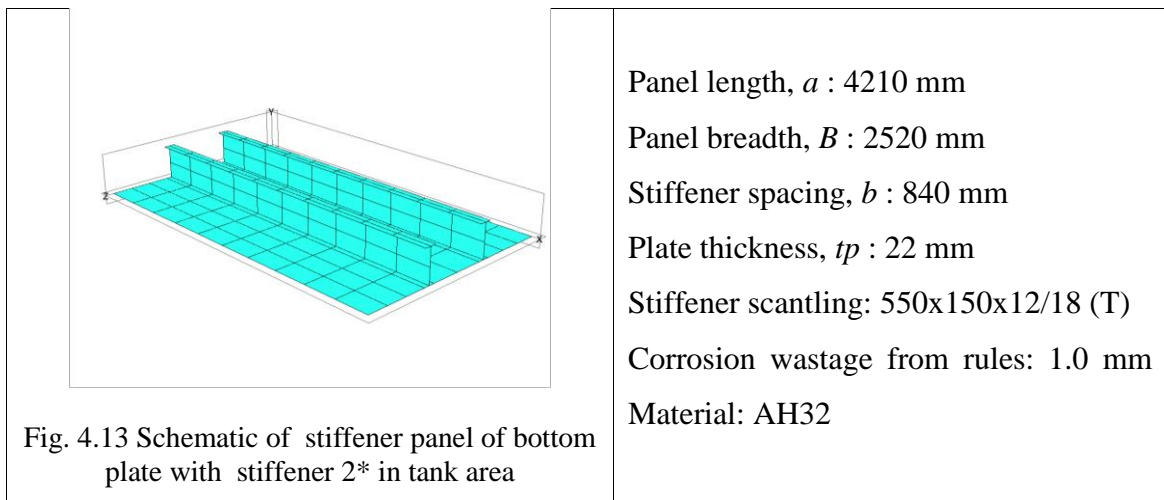 Y
Z
X
Fig. 4.13 Schematic of stiffener panel of bottom
plate with stiffener 2* in tank area
Panel length, a : 4210 mm
Panel breadth, B : 2520 mm
Stiffener spacing, b : 840 mm
Plate thickness, tp : 22 mm
Stiffener scantling: 550x150x12/18 (T)
Corrosion wastage from rules: 1.0 mm
Material: AH32